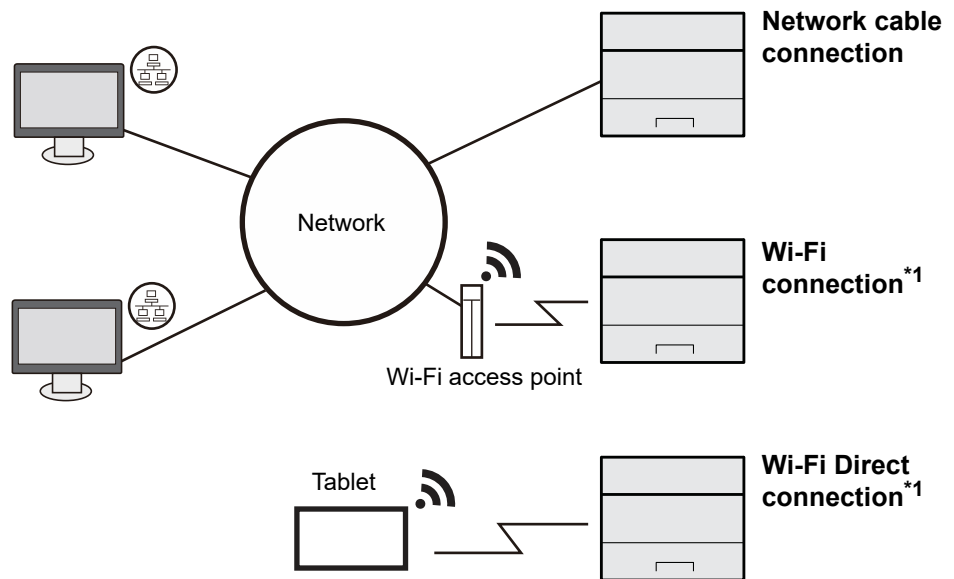 Network cable
connection
Network
Wi-Fi
connection*1
Wi-Fi access point
Wi-Fi Direct
connection*1
Tablet